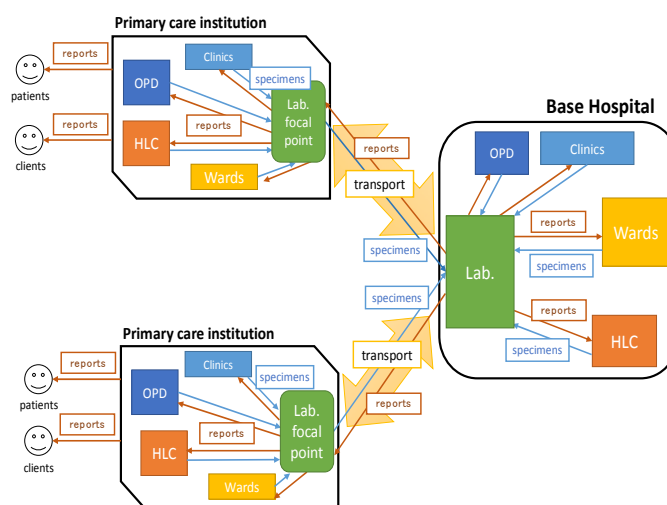 Primary care institution
reports
patients
reports
clients
Clinics
specimens
OPD
Lab.
focal
point
reports
HLC
Wards
reports
transport
specimens
Base Hospital
OPD
Clinics
reports
Wards
Lab.
specimens
reports
HLC
specimens
specimens
transport
reports
Primary care institution
reports
patients
reports
clients
Clinics
specimens
OPD
Lab.
focal
point
reports
HLC
Wards